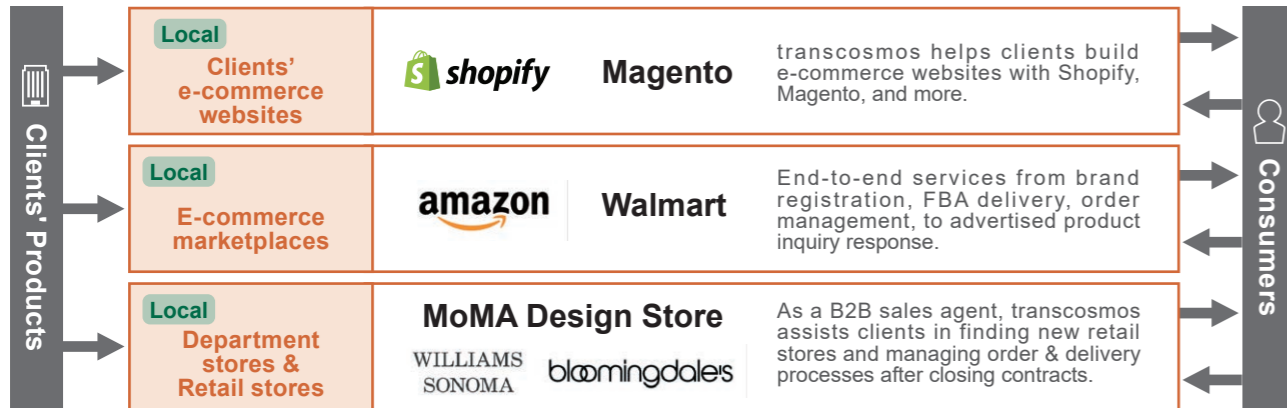 Clients' Products
Local
Clients’
e-commerce
websites
shopify
Magento
transcosmos helps clients build
e-commerce websites with Shopify,
Magento, and more.
Local
E-commerce
marketplaces
amazon
Walmart
End-to-end services from brand
registration, FBA delivery, order
management, to advertised product
inquiry response.
Local
Department
stores &
Retail stores
MoMA Design Store
WILLIAMS
SONOMA
bloomingdale's
As a B2B sales agent, transcosmos
assists clients in finding new retail
stores and managing order & delivery
processes after closing contracts.
Consumers